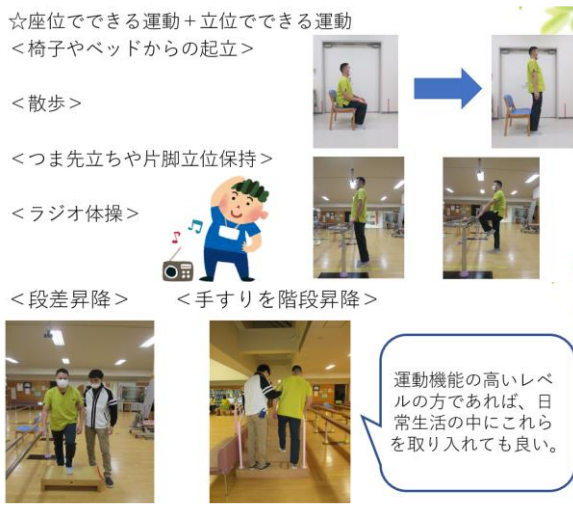 ☆座位でできる運動＋立位でできる運動
＜椅子やベッドからの起立＞
＜散歩＞
＜つま先立ちや片脚立位保持＞
＜ラジオ体操＞
＜段差昇降＞
＜手すりを階段昇降＞
運動機能の高いレベ
ルの方であれば、日
常生活の中にこれら
を取り入れても良い。